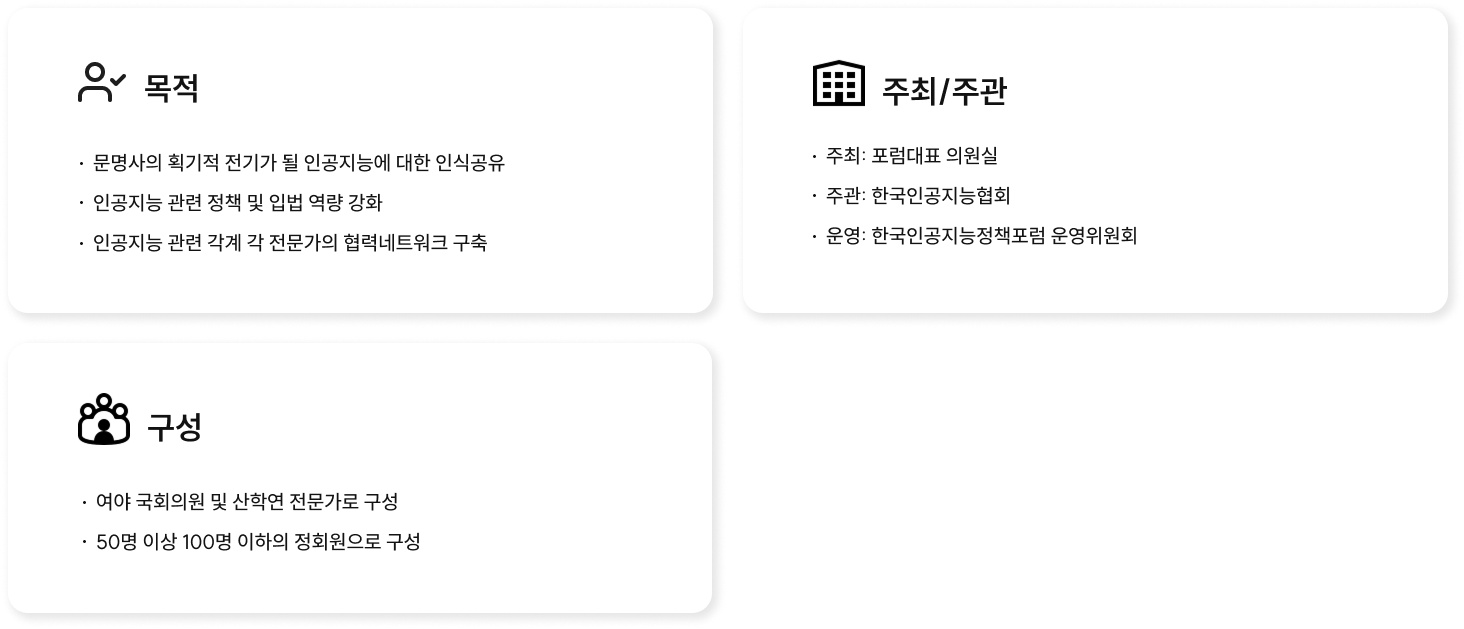 목적
· 문명사의 획기적 전기가 될 인공지능에 대한 인식공유
· 인공지능 관련 정책 및 입법 역량 강화
· 인공지능 관련 각계 각 전문가의 협력네트워크 구축
주최/주관
· 주최: 포럼대표 의원실
· 주관: 한국인공지능협회
· 운영: 한국인공지능정책포럼 운영위원회
구성
· 여야 국회의원 및 산학연 전문가로 구성
· 50명 이상 100명 이하의 정회원으로 구성